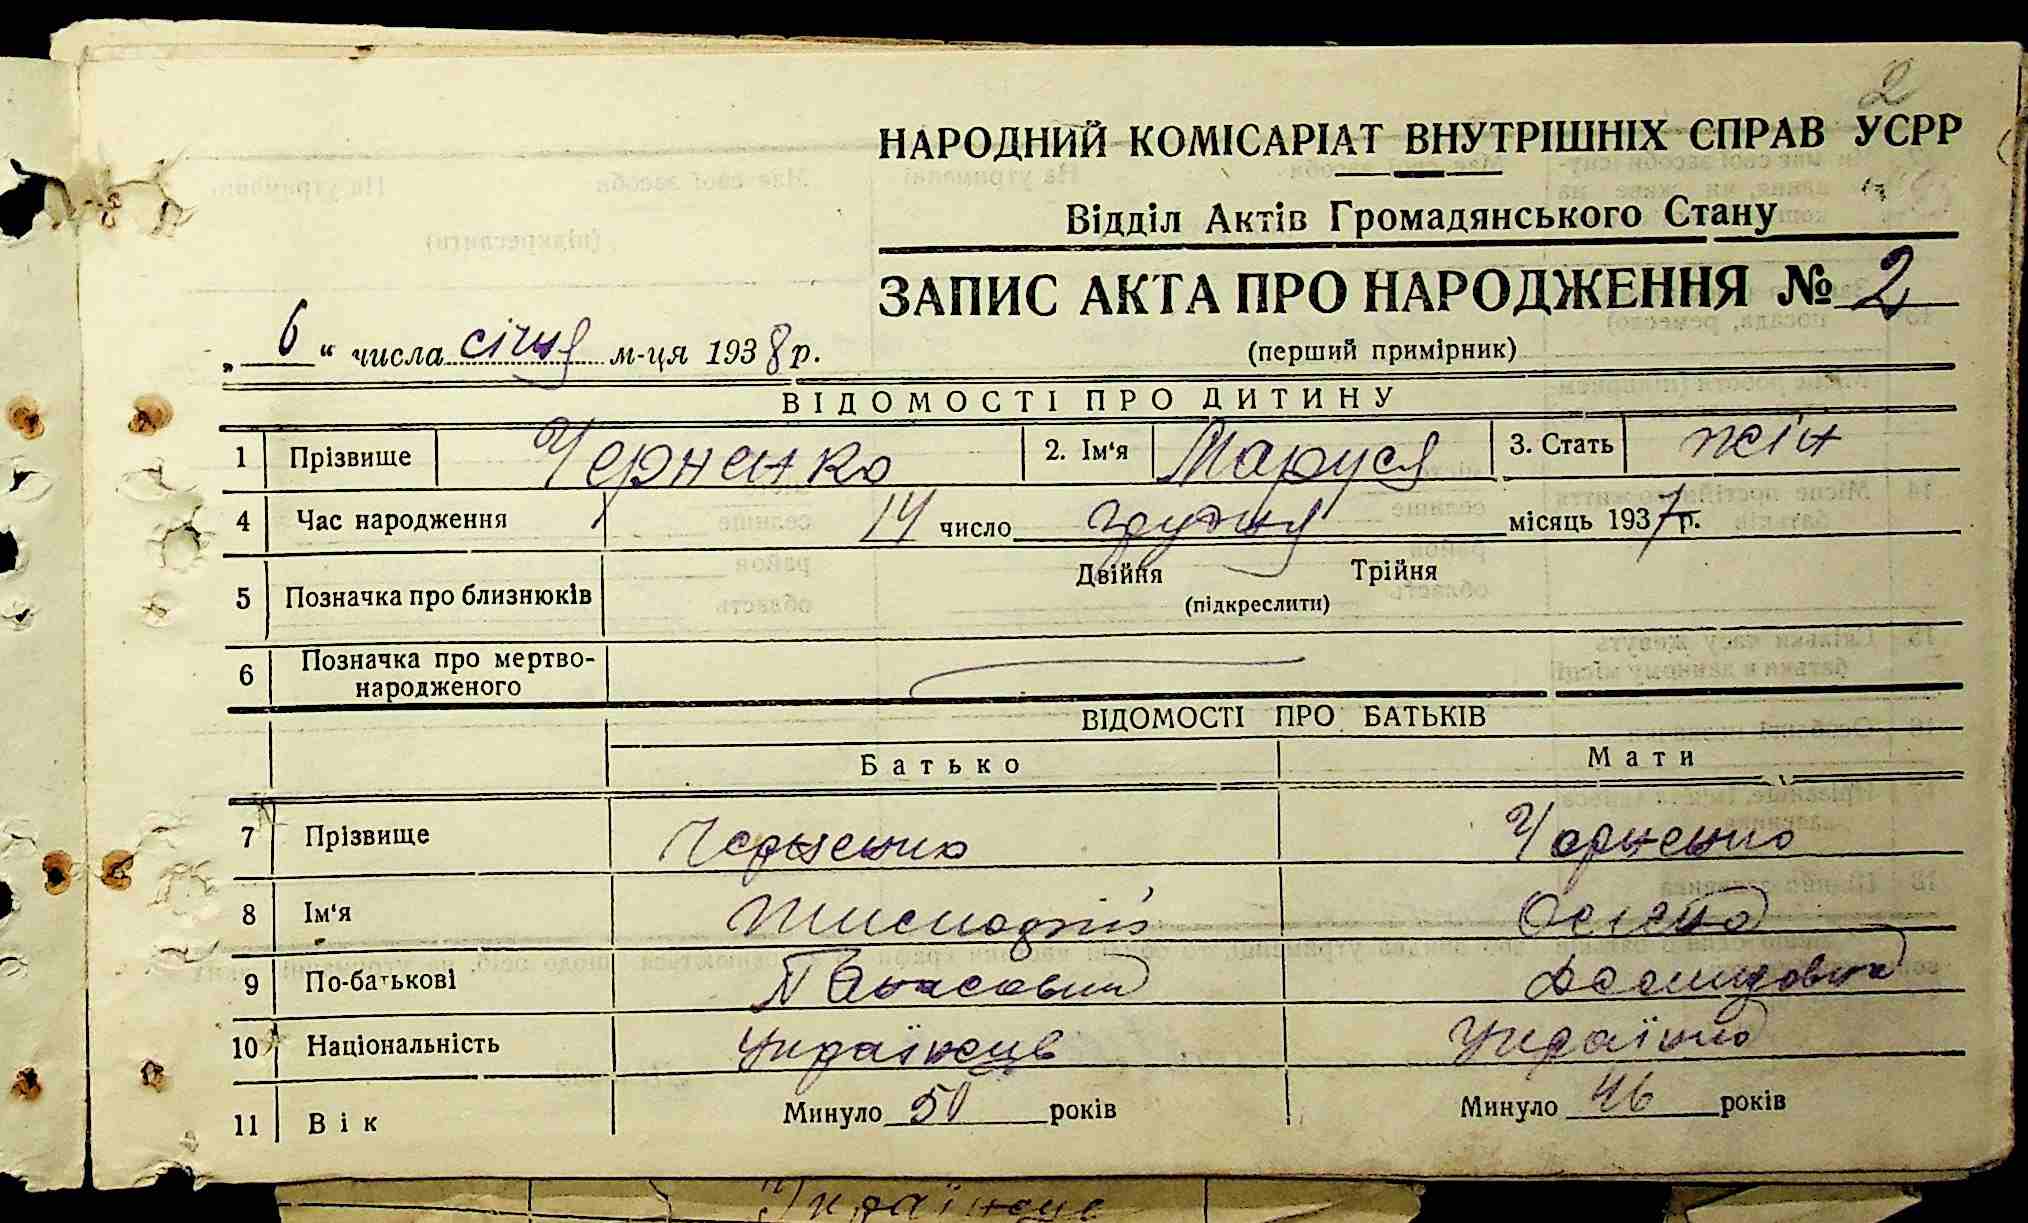 2
НАРОДНИЙ КОМІСАРІАТ ВНУТРІШНІХ СПРАВ УСРР
Відділ Актів Громадянського Стану
ЗАПИС АКТА ПРО НАРОДЖЕННЯ № 2
„ 6 “ числа січня м-ця 1938 р.
(перший примірник)
ВІДОМОСТІ ПРО ДИТИНУ
1 Прізвище Черненко 2. Ім'я Маруся 3. Стать жін
4 Час народження 14 число грудня місяць 1937 р.
5 Позначка про близнюків Двійня Трійня
(підкреслити)
6 Позначка про мертво-
народженого
ВІДОМОСТІ ПРО БАТЬКІВ
Батько Мати
7 Прізвище Черненко Черненко
8 Ім'я
9 По-батькові Панасович
10 Національність Українець Українка
11 Вік Минуло 50 років Минуло 46 років
Українець